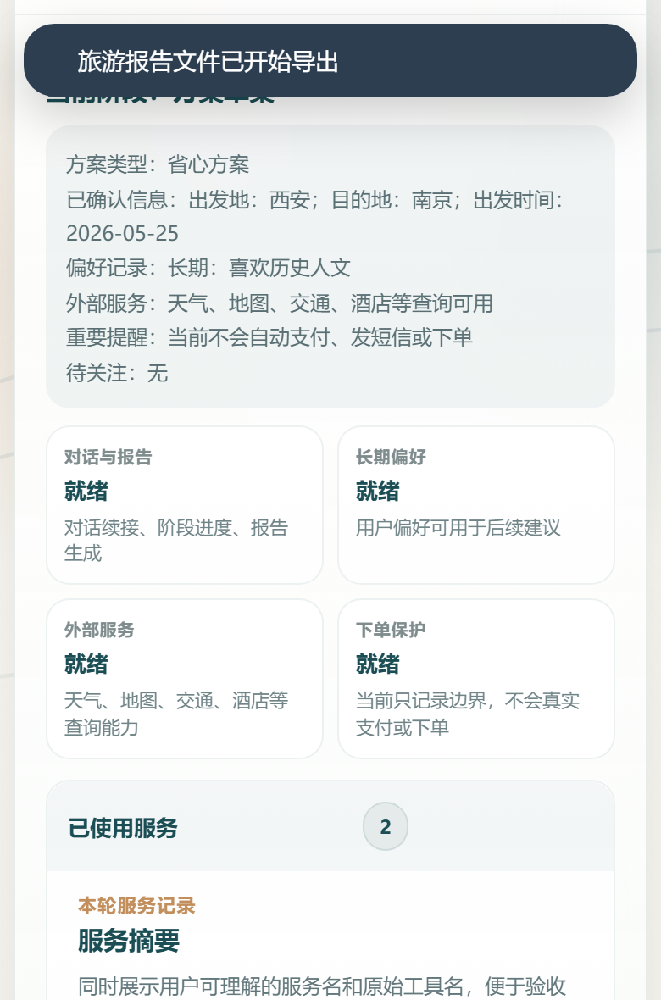 旅游报告文件已开始导出
当前阶段：方案草案
方案类型：省心方案
已确认信息：出发地：西安；目的地：南京；出发时间：
2026-05-25
偏好记录：长期：喜欢历史人文
外部服务：天气、地图、交通、酒店等查询可用
重要提醒：当前不会自动支付、发短信或下单
待关注：无
对话与报告
就绪
对话续接、阶段进度、报告
生成
长期偏好
就绪
用户偏好可用于后续建议
外部服务
就绪
天气、地图、交通、酒店等
查询能力
下单保护
就绪
当前只记录边界，不会真实
支付或下单
已使用服务
2
本轮服务记录
服务摘要
同时展示用户可理解的服务名和原始工具名，便于验收